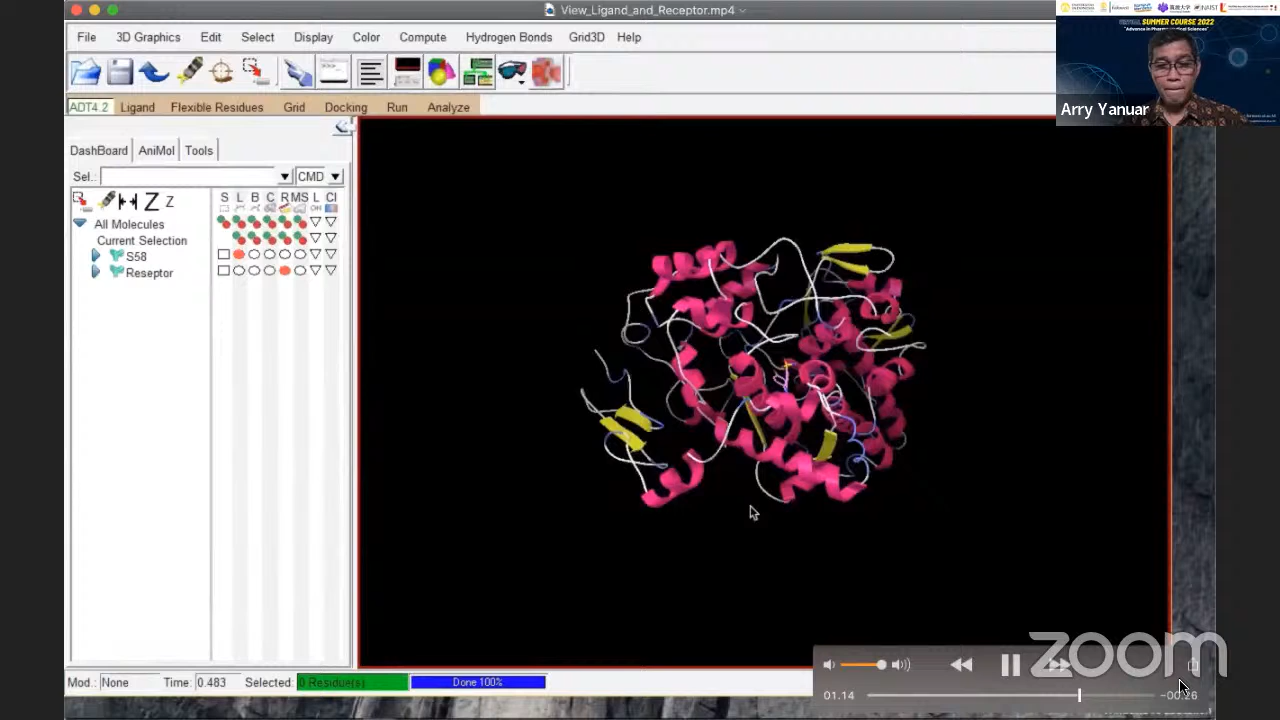 View_Ligand_and_Receptor.mp4
File 3D Graphics Edit Select Display Color Hydrogen Bonds Grid3D Help
ADT4.2 Ligand Flexible Residues Grid Docking Run Analyze
DashBoard AniMol Tools
Sel.: CMD
S L B C R MS L Cl
Z Z
All Molecules
Current Selection
S58
Reseptor
Mod.: None Time: 0.483 Selected: 0 Residue(s) Done 100%
SUMMER COURSE 2022
Arry Yanuar
zoom
01.14 -00:26